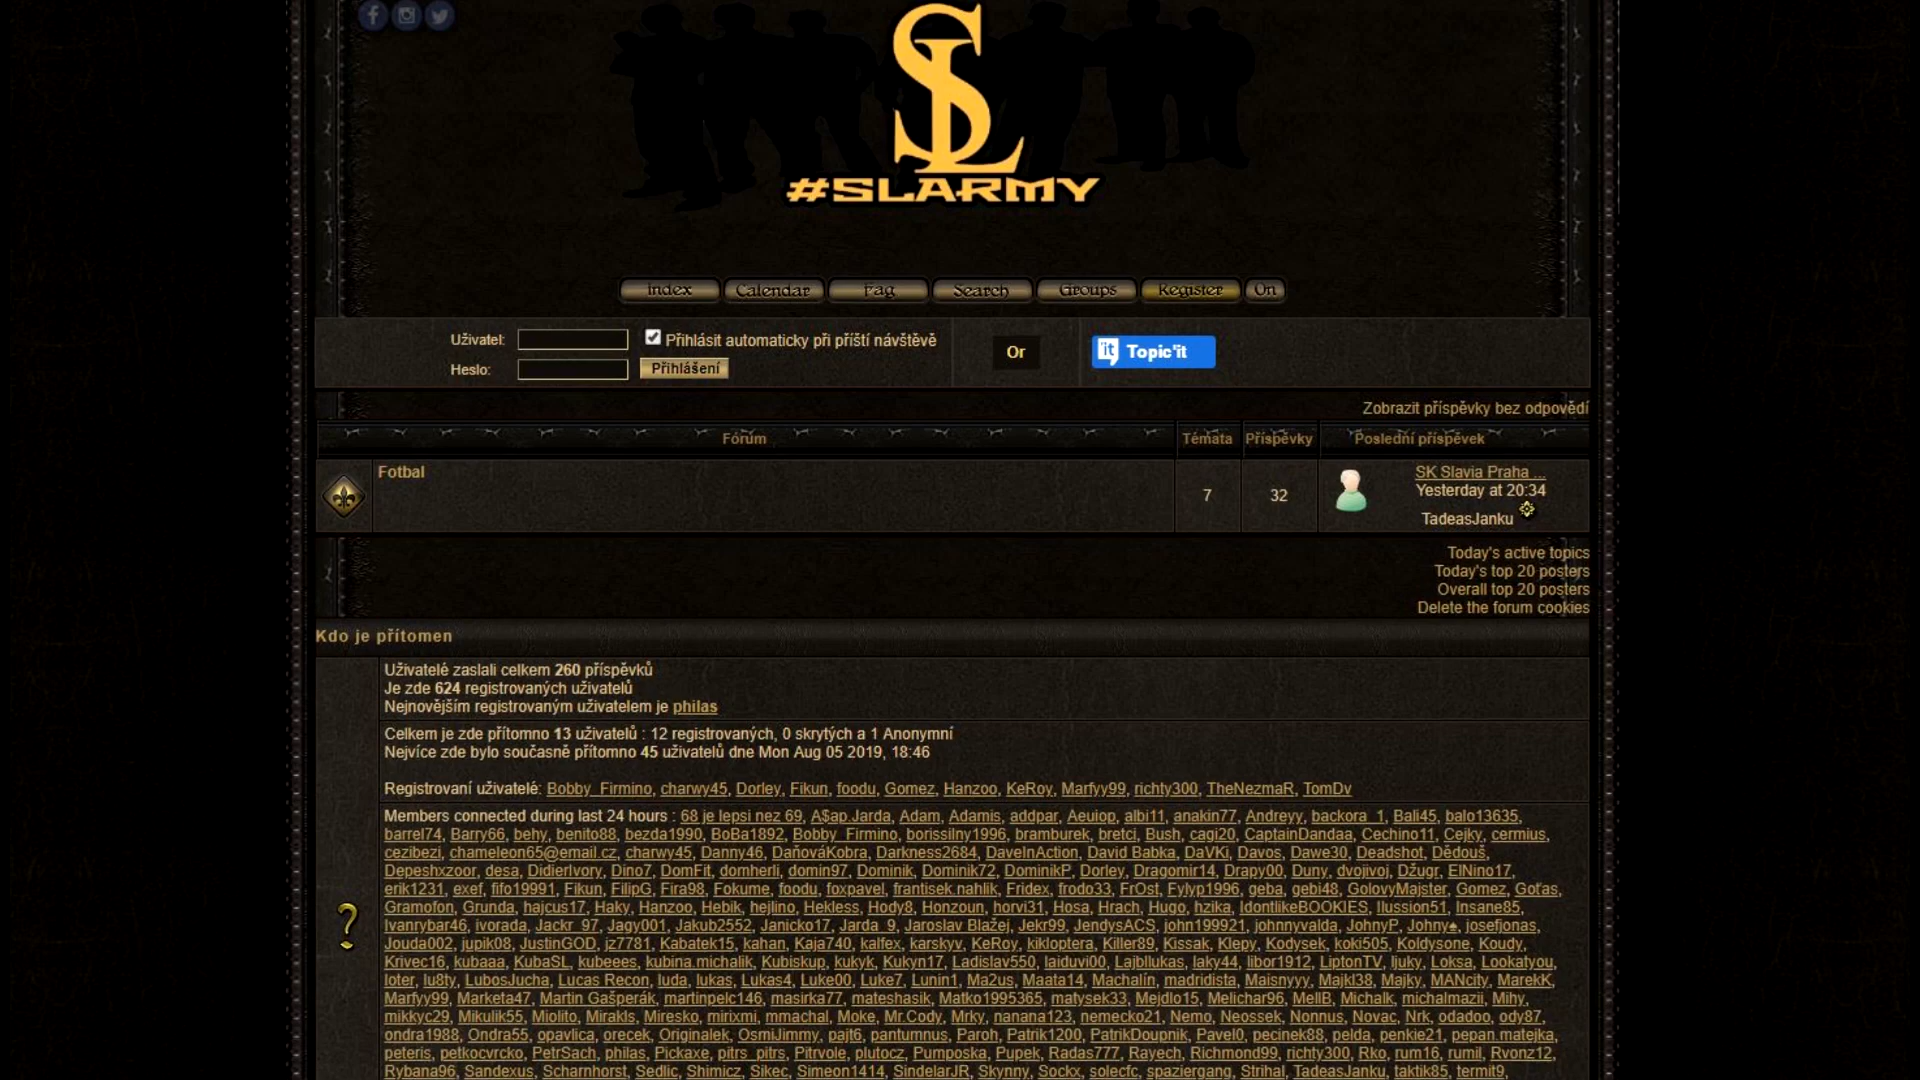 SL
#SLARMY
Index Calendar Faq Search Groups Register On
Uživatel: Přihlásit automaticky při příští návštěvě
Or
it Topic'it
Heslo: Přihlášení
Zobrazit příspěvky bez odpovědí
Fórum Témata Příspěvky Poslední příspěvek
Fotbal 7 32 SK Slavia Praha ...
Yesterday at 20:34
TadeasJanku
Today's active topics
Today's top 20 posters
Overall top 20 posters
Delete the forum cookies
Kdo je přítomen
Uživatelé zaslali celkem 260 příspěvků
Je zde 624 registrovaných uživatelů
Nejnovějším registrovaným uživatelem je philas
Celkem je zde přítomno 13 uživatelů : 12 registrovaných, 0 skrytých a 1 Anonymní
Nejvíce zde bylo současně přítomno 45 uživatelů dne Mon Aug 05 2019, 18:46
Registrovaní uživatelé: Bobby_Firmino, charwy45, Dorley, Fikun, foodu, Gomez, Hanzoo, KeRoy, Marfyy99, richty300, TheNezmaR, TomDv
Members connected during last 24 hours : 68 je lepsi nez 69, A$ap.Jarda, Adam, Adamis, addpar, Aeuiop, albi11, anakin77, Andreyy, backora_1, Bali45, balo13635,
barrel74, Barry66, behy, benito88, bezda1990, BoBa1892, Bobby_Firmino, borissilny1996, bramburek, bretci, Bush, cagi20, CaptainDandaa, Cechino11, Cejky, cermius,
cezibezi, chameleon65@email.cz, charwy45, Danny46, DaňováKobra, Darkness2684, DaveInAction, David Babka, DaVKi, Davos, Dawe30, Deadshot, Dědouš,
Depeshxzoor, desa, DidierIvory, Dino7, DomFit, domherli, domin97, Dominik, Dominik72, DominikP, Dorley, Dragomir14, Drapy00, Duny, dvojivoj, Džugr, ElNino17,
erik1231, exef, fifo19991, Fikun, FilipG, Fira98, Fokume, foodu, foxpavel, frantisek.nahlik, Fridex, frodo33, FrOst, Fylyp1996, geba, gebi48, GolovyMajster, Gomez, Goťas,
Gramofon, Grunda, hajcus17, Haky, Hanzoo, Hebik, hejlino, Hekless, Hody8, Honzoun, horvi31, Hosa, Hrach, Hugo, hzika, IdontlikeBOOKIES, Ilussion51, Insane85,
Ivanrybar46, ivorada, Jackr_97, Jagy001, Jakub2552, Janicko17, Jarda_9, Jaroslav Blažej, Jekr99, JendysACS, john199921, johnnyvalda, JohnyP, Johny♠, josefjonas,
Jouda002, jupik08, JustinGOD, jz7781, Kabatek15, kahan, Kaja740, kalfex, karskyv, KeRoy, kikloptera, Killer89, Kissak, Klepy, Kodysek, koki505, Koldysone, Koudy,
Krivec16, kubaaa, KubaSL, kubeees, kubina.michalik, Kubiskup, kukyk, Kukyn17, Ladislav550, laiduvi00, Lajbllukas, laky44, libor1912, LiptonTV, ljuky, Loksa, Lookatyou,
loter, lu8ty, LubosJucha, Lucas Recon, luda, lukas, Lukas4, Luke00, Luke7, Lunin1, Ma2us, Maata14, Machalín, madridista, Maisnyyy, Majkl38, Majky, MANcity, MarekK,
Marfyy99, Marketa47, Martin Gašperák, martinpelc146, masirka77, mateshasik, Matko1995365, matysek33, Mejdlo15, Melichar96, MellB, Michalk, michalmazii, Mihy,
mikkyc29, Mikulik55, Miolito, Mirakls, Miresko, mirixmi, mmachal, Moke, Mr.Cody, Mrky, nanana123, nemecko21, Nemo, Neossek, Nonnus, Novac, Nrk, odadoo, ody87,
ondra1988, Ondra55, opavlica, orecek, Originalek, OsmiJimmy, pajt6, pantumnus, Paroh, Patrik1200, PatrikDoupnik, Pavel0, pecinek88, pelda, penkie21, pepan.matejka,
peteris, petkocvrcko, PetrSach, philas, Pickaxe, pitrs_pitrs, Pitrvole, plutocz, Pumposka, Pupek, Radas777, Rayech, Richmond99, richty300, Rko, rum16, rumil, Rvonz12,
Rybana96, Sandexus, Scharnhorst, Sedlic, Shimicz, Sikec, Simeon1414, SindelarJR, Skynny, Sockx, solecfc, spaziergang, Strihal, TadeasJanku, taktik85, termit9,